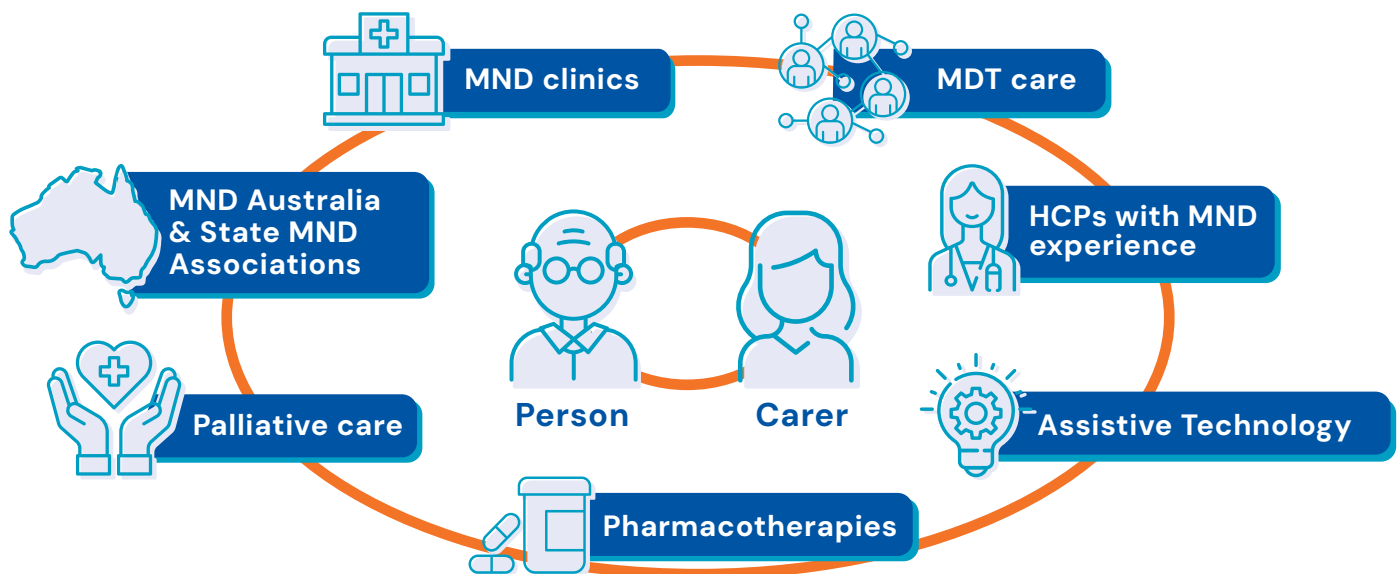 MND clinics
MDT care
MND Australia
& State MND
Associations
HCPs with MND
experience
Person
Carer
Palliative care
Assistive Technology
Pharmacotherapies